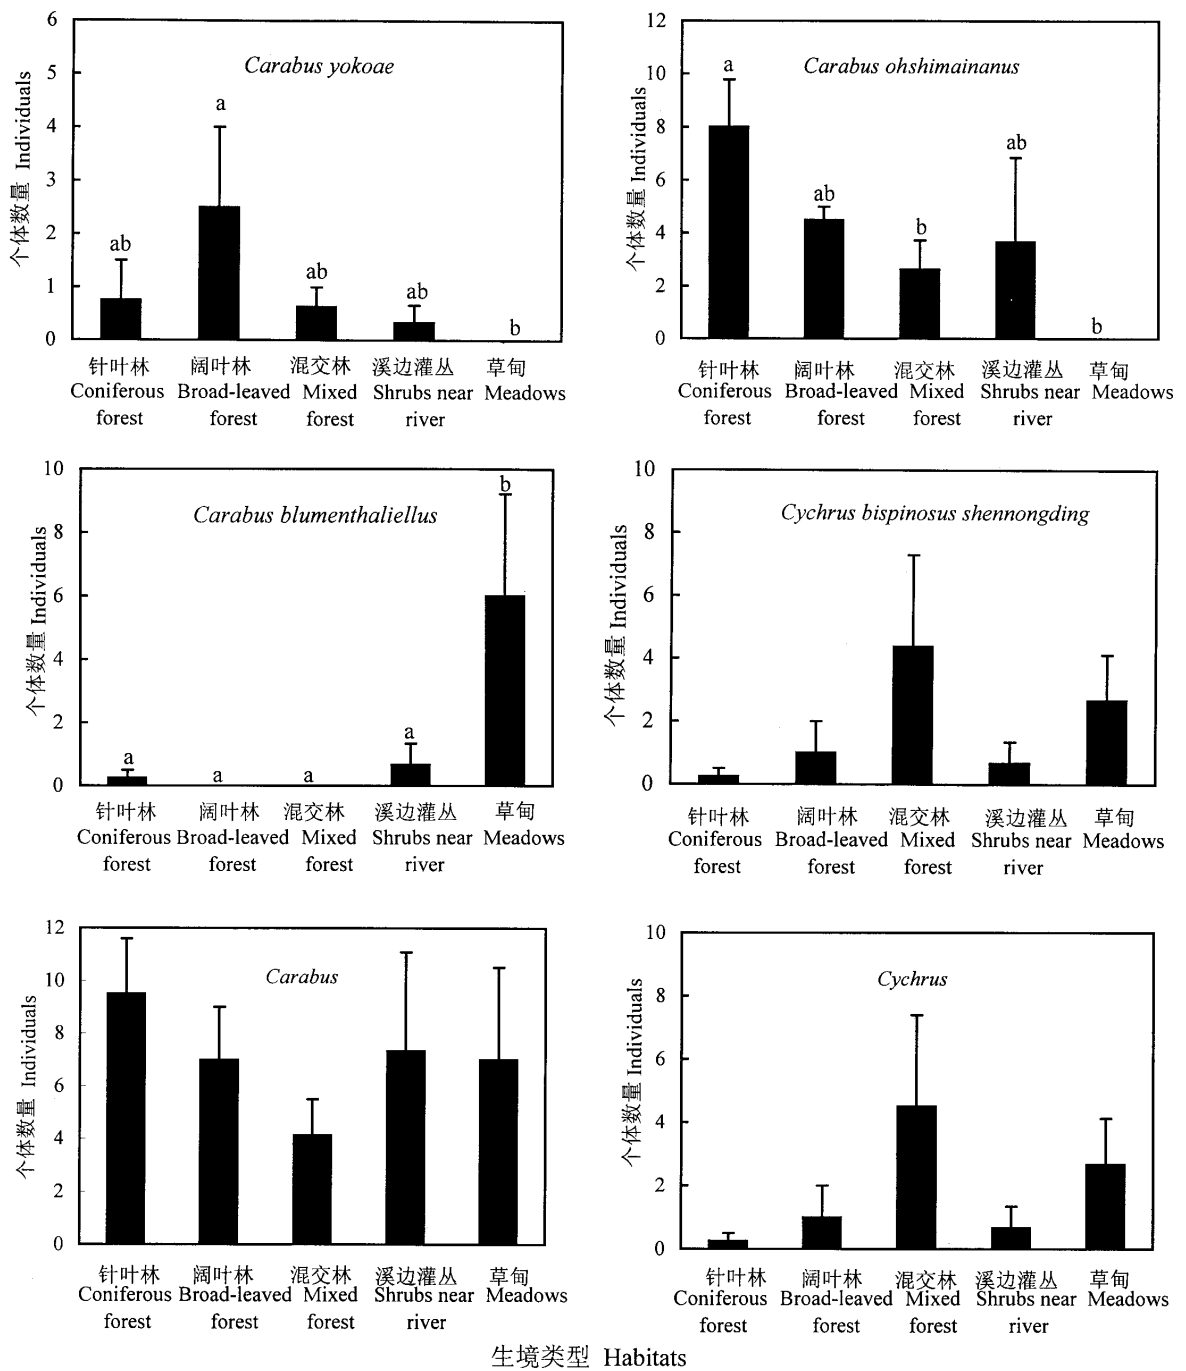 Carabus yokoae
个体数量 Individuals
6
5
4
3
2
1
0
ab
a
ab
ab
b
针叶林 阔叶林 混交林 溪边灌丛 草甸
Coniferous Broad-leaved Mixed Shrubs near Meadows
forest forest forest river
Carabus ohshimaianus
个体数量 Individuals
12
10
8
6
4
2
0
a
ab
b
ab
b
针叶林 阔叶林 混交林 溪边灌丛 草甸
Coniferous Broad-leaved Mixed Shrubs near Meadows
forest forest forest river
Carabus blumenthaliellus
个体数量 Individuals
10
8
6
4
2
0
a
a
a
a
b
针叶林 阔叶林 混交林 溪边灌丛 草甸
Coniferous Broad-leaved Mixed Shrubs near Meadows
forest forest forest river
Cychrus bispinosus shennongding
个体数量 Individuals
10
8
6
4
2
0
针叶林 阔叶林 混交林 溪边灌丛 草甸
Coniferous Broad-leaved Mixed Shrubs near Meadows
forest forest forest river
Carabus
个体数量 Individuals
12
10
8
6
4
2
0
针叶林 阔叶林 混交林 溪边灌丛 草甸
Coniferous Broad-leaved Mixed Shrubs near Meadows
forest forest forest river
Cychrus
个体数量 Individuals
10
8
6
4
2
0
针叶林 阔叶林 混交林 溪边灌丛 草甸
Coniferous Broad-leaved Mixed Shrubs near Meadows
forest forest forest river
生境类型 Habitats